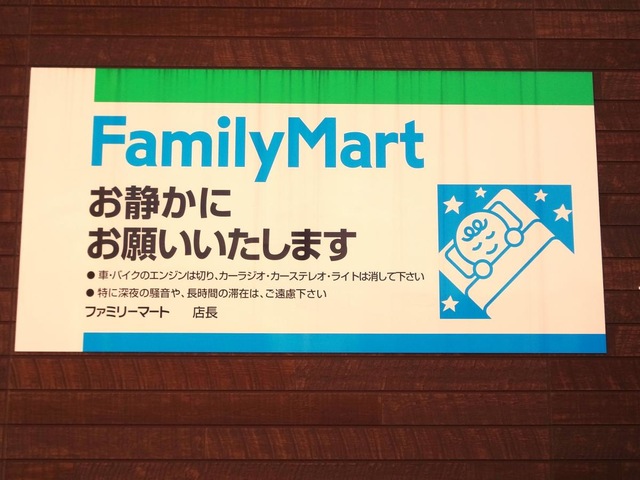 FamilyMart
お静かに
お願いいたします
● 車・バイクのエンジンは切り、カーラジオ・カーステレオ・ライトは消して下さい
● 特に深夜の騒音や、長時間の滞在は、ご遠慮下さい
ファミリーマート 店長